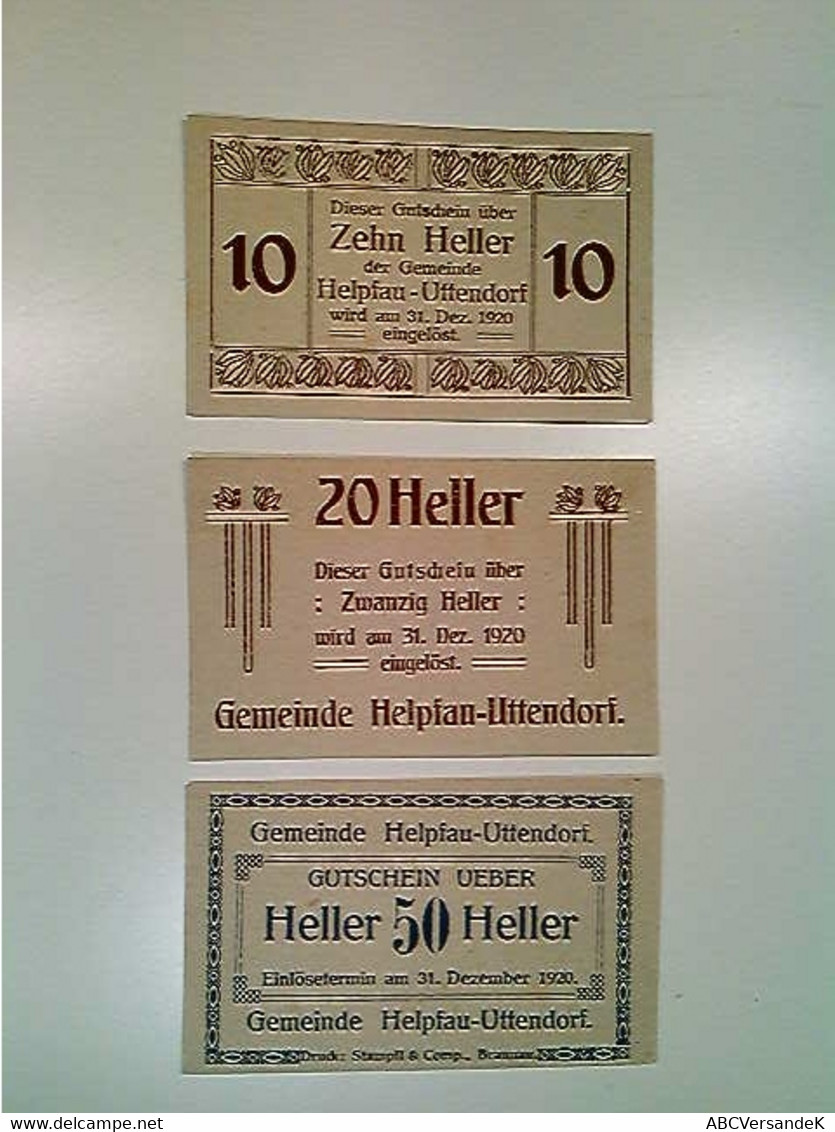 Dieser Gutschein über
10 Zehn Heller 10
der Gemeinde
Helpfau-Uttendorf
wird am 31. Dez. 1920
eingelöst.
20 Heller
Dieser Gutschein über
: Zwanzig Heller :
wird am 31. Dez. 1920
eingelöst.
Gemeinde Helpfau-Uttendorf.
Gemeinde Helpfau-Uttendorf.
GUTSCHEIN UEBER
Heller 50 Heller
Einlösetermin am 31. Dezember 1920.
Gemeinde Helpfau-Uttendorf.
Druck: Stampfl & Comp., Braunau.
delcampe.net
ABCVersandeK